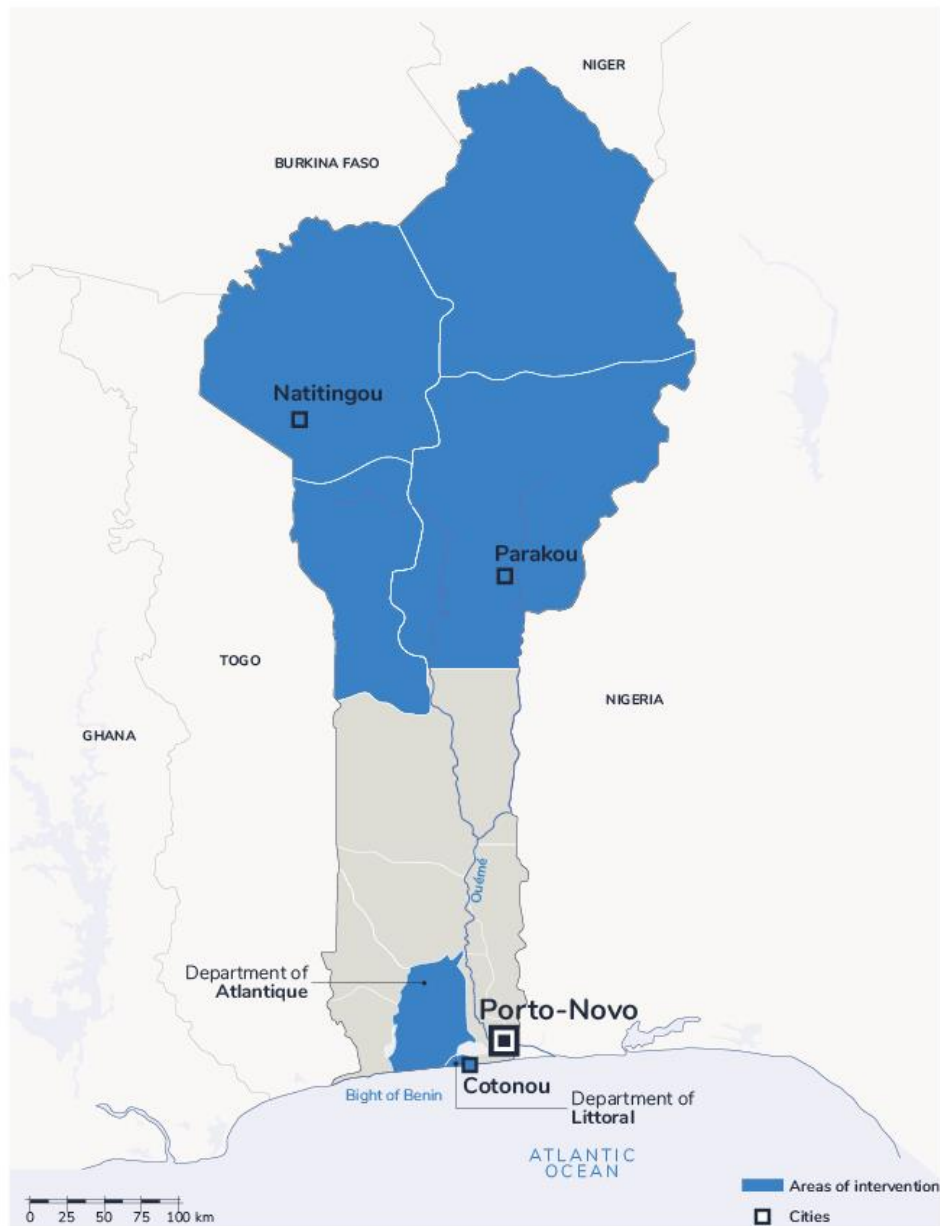 NIGER
BURKINA FASO
Natitingou
Parakou
TOGO
NIGERIA
GHANA
Ouémé
Department of
Atlantique
Porto-Novo
Cotonou
Bight of Benin
Department of
Littoral
ATLANTIC
OCEAN
Areas of intervention
Cities
0 25 50 75 100 km